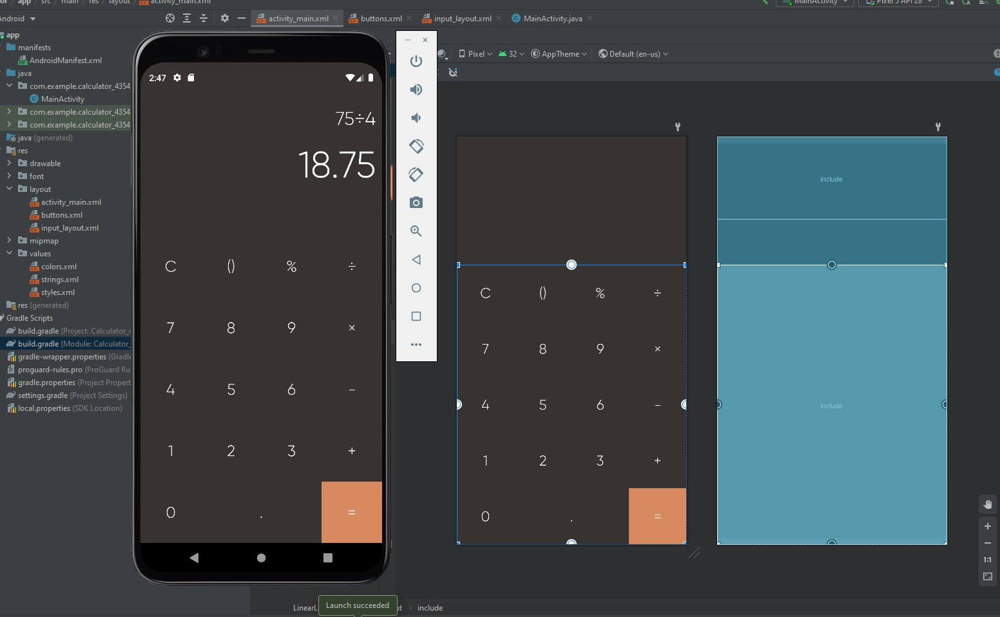 or > app > src > main > res > layout > activity_main.xml
MainActivity
Pixel 5 API 28
Android
activity_main.xml
buttons.xml
input_layout.xml
MainActivity.java
app
manifests
AndroidManifest.xml
java
com.example.calculator_4354
MainActivity
com.example.calculator_4354
com.example.calculator_4354
java (generated)
res
drawable
font
layout
activity_main.xml
buttons.xml
input_layout.xml
mipmap
values
colors.xml
strings.xml
styles.xml
res (generated)
Gradle Scripts
build.gradle (Project: Calculator_4
build.gradle (Module: Calculator_
gradle-wrapper.properties (Gradle
proguard-rules.pro (ProGuard Ru
gradle.properties (Project Propert
settings.gradle (Project Settings)
local.properties (SDK Location)
2:47
75÷4
18.75
C () % ÷
7 8 9 ×
4 5 6 −
1 2 3 +
0 . =
Pixel
32
AppTheme
Default (en-us)
C () % ÷
7 8 9 ×
4 5 6 −
1 2 3 +
0 . =
include
include
1:1
LinearL
ut > include
Launch succeeded